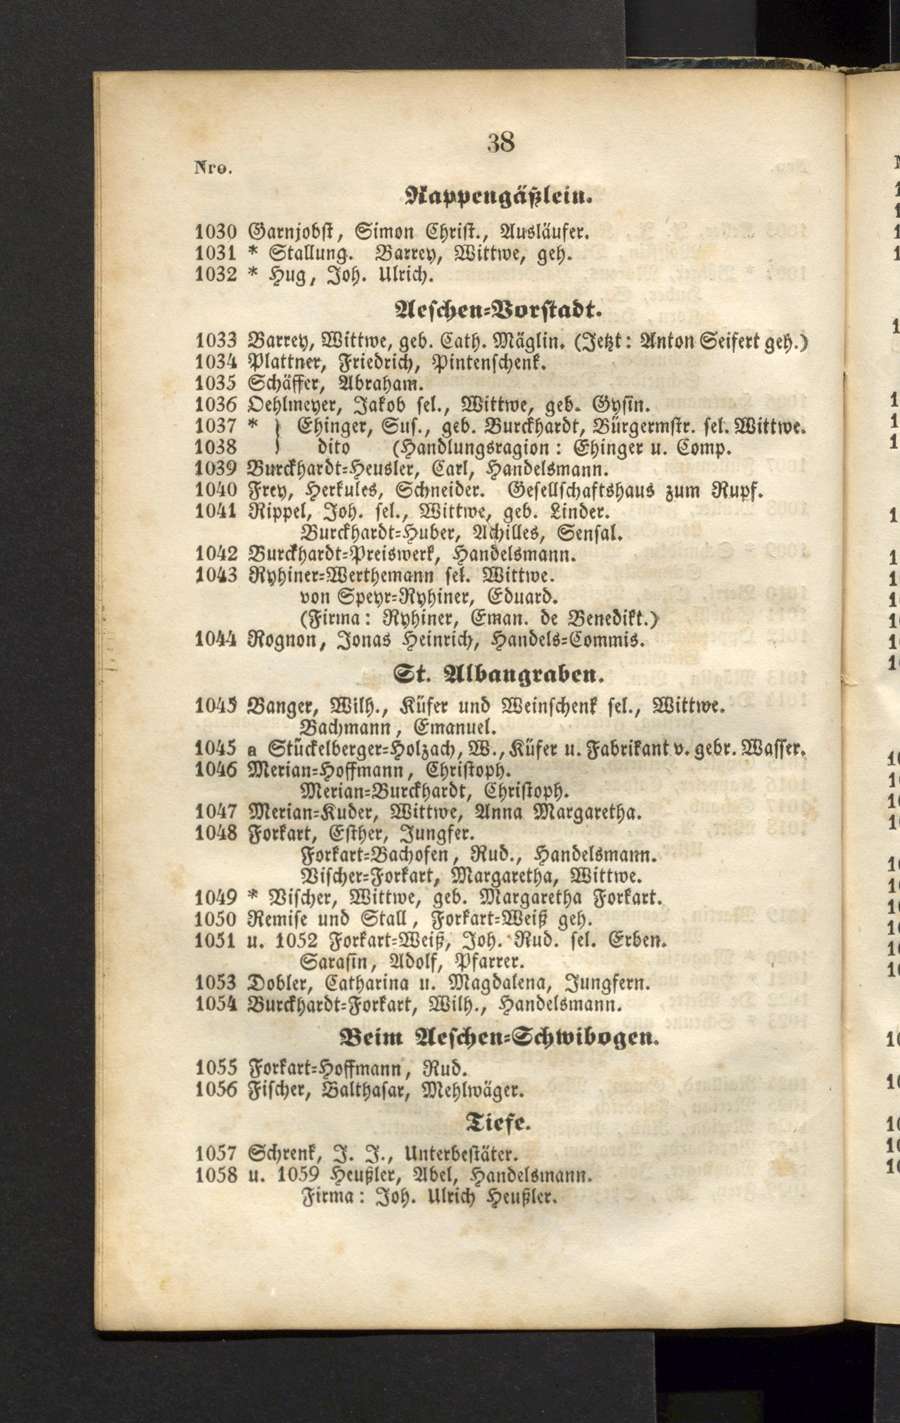 38
Nro.
Rappengäßlein.
1030 Garnjobst, Simon Christ., Ausläufer.
1031 * Stallung. Barrey, Wittwe, geh.
1032 * Hug, Joh. Ulrich.
Aeschen=Vorstadt.
1033 Barrey, Wittwe, geb. Cath. Mäglin. (Jetzt: Anton Seifert geh.)
1034 Plattner, Friedrich, Pintenschenk.
1035 Schäffer, Abraham.
1036 Oehlmeyer, Jakob sel., Wittwe, geb. Gysin.
1037 * } Ehinger, Sus., geb. Burckhardt, Bürgermstr. sel. Wittwe.
1038 } dito (Handlungsragion: Ehinger u. Comp.
1039 Burckhardt=Heusler, Carl, Handelsmann.
1040 Frey, Herkules, Schneider. Gesellschaftshaus zum Rupf.
1041 Rippel, Joh. sel., Wittwe, geb. Linder.
Burckhardt=Huber, Achilles, Sensal.
1042 Burckhardt=Preiswerk, Handelsmann.
1043 Ryhiner=Werthemann sel. Wittwe.
von Speyr=Ryhiner, Eduard.
(Firma: Ryhiner, Eman. de Benedikt.)
1044 Rognon, Jonas Heinrich, Handels=Commis.
St. Albangraben.
1045 Banger, Wilh., Küfer und Weinschenk sel., Wittwe.
Bachmann, Emanuel.
1045 a Stückelberger=Holzach, W., Küfer u. Fabrikant v. gebr. Wasser.
1046 Merian=Hoffmann, Christoph.
Merian=Burckhardt, Christoph.
1047 Merian=Kuder, Wittwe, Anna Margaretha.
1048 Forkart, Esther, Jungfer.
Forkart=Bachofen, Rud., Handelsmann.
Vischer=Forkart, Margaretha, Wittwe.
1049 * Vischer, Wittwe, geb. Margaretha Forkart.
1050 Remise und Stall, Forkart=Weiß geh.
1051 u. 1052 Forkart=Weiß, Joh. Rud. sel. Erben.
Sarasin, Adolf, Pfarrer.
1053 Dobler, Catharina u. Magdalena, Jungfern.
1054 Burckhardt=Forkart, Wilh., Handelsmann.
Beim Aeschen=Schwibogen.
1055 Forkart=Hoffmann, Rud.
1056 Fischer, Balthasar, Mehlwäger.
Tiefe.
1057 Schrenk, J. J., Unterbestäter.
1058 u. 1059 Heußler, Abel, Handelsmann.
Firma: Joh. Ulrich Heußler.